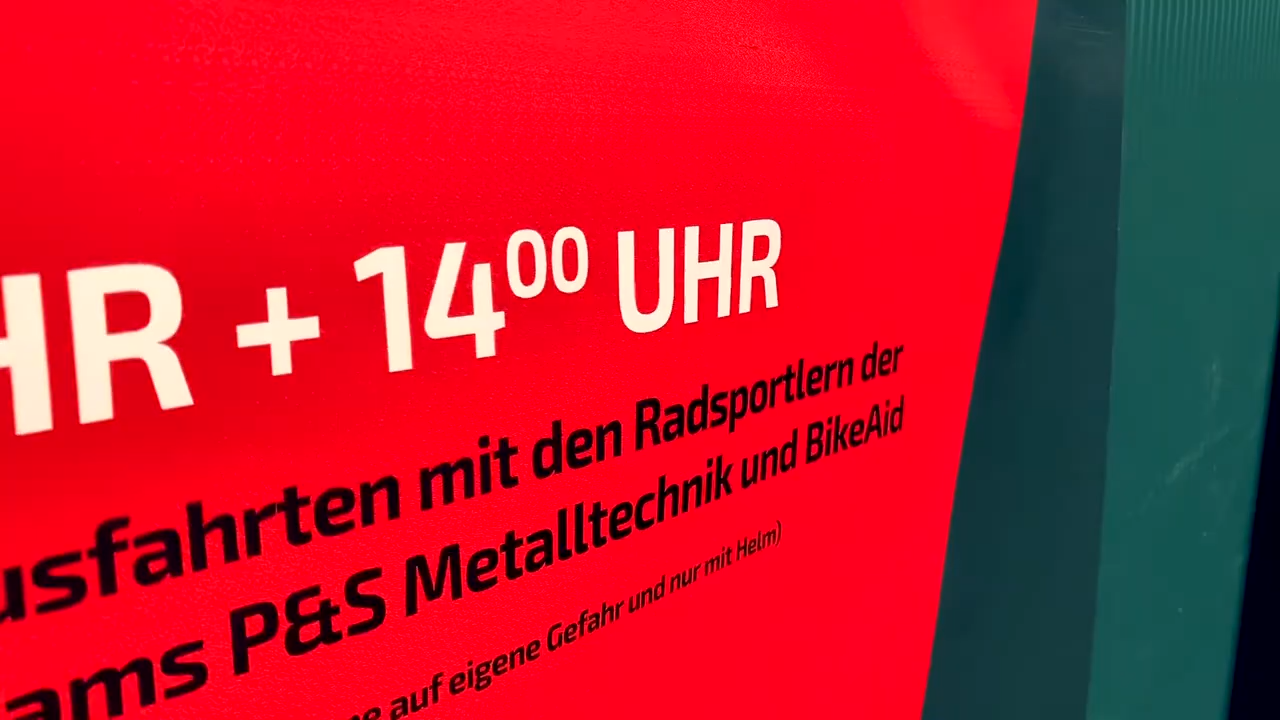 HR + 14⁰⁰ UHR
usfahrten mit den Radsportlern der
ams P&S Metalltechnik und BikeAid
auf eigene Gefahr und nur mit Helm)